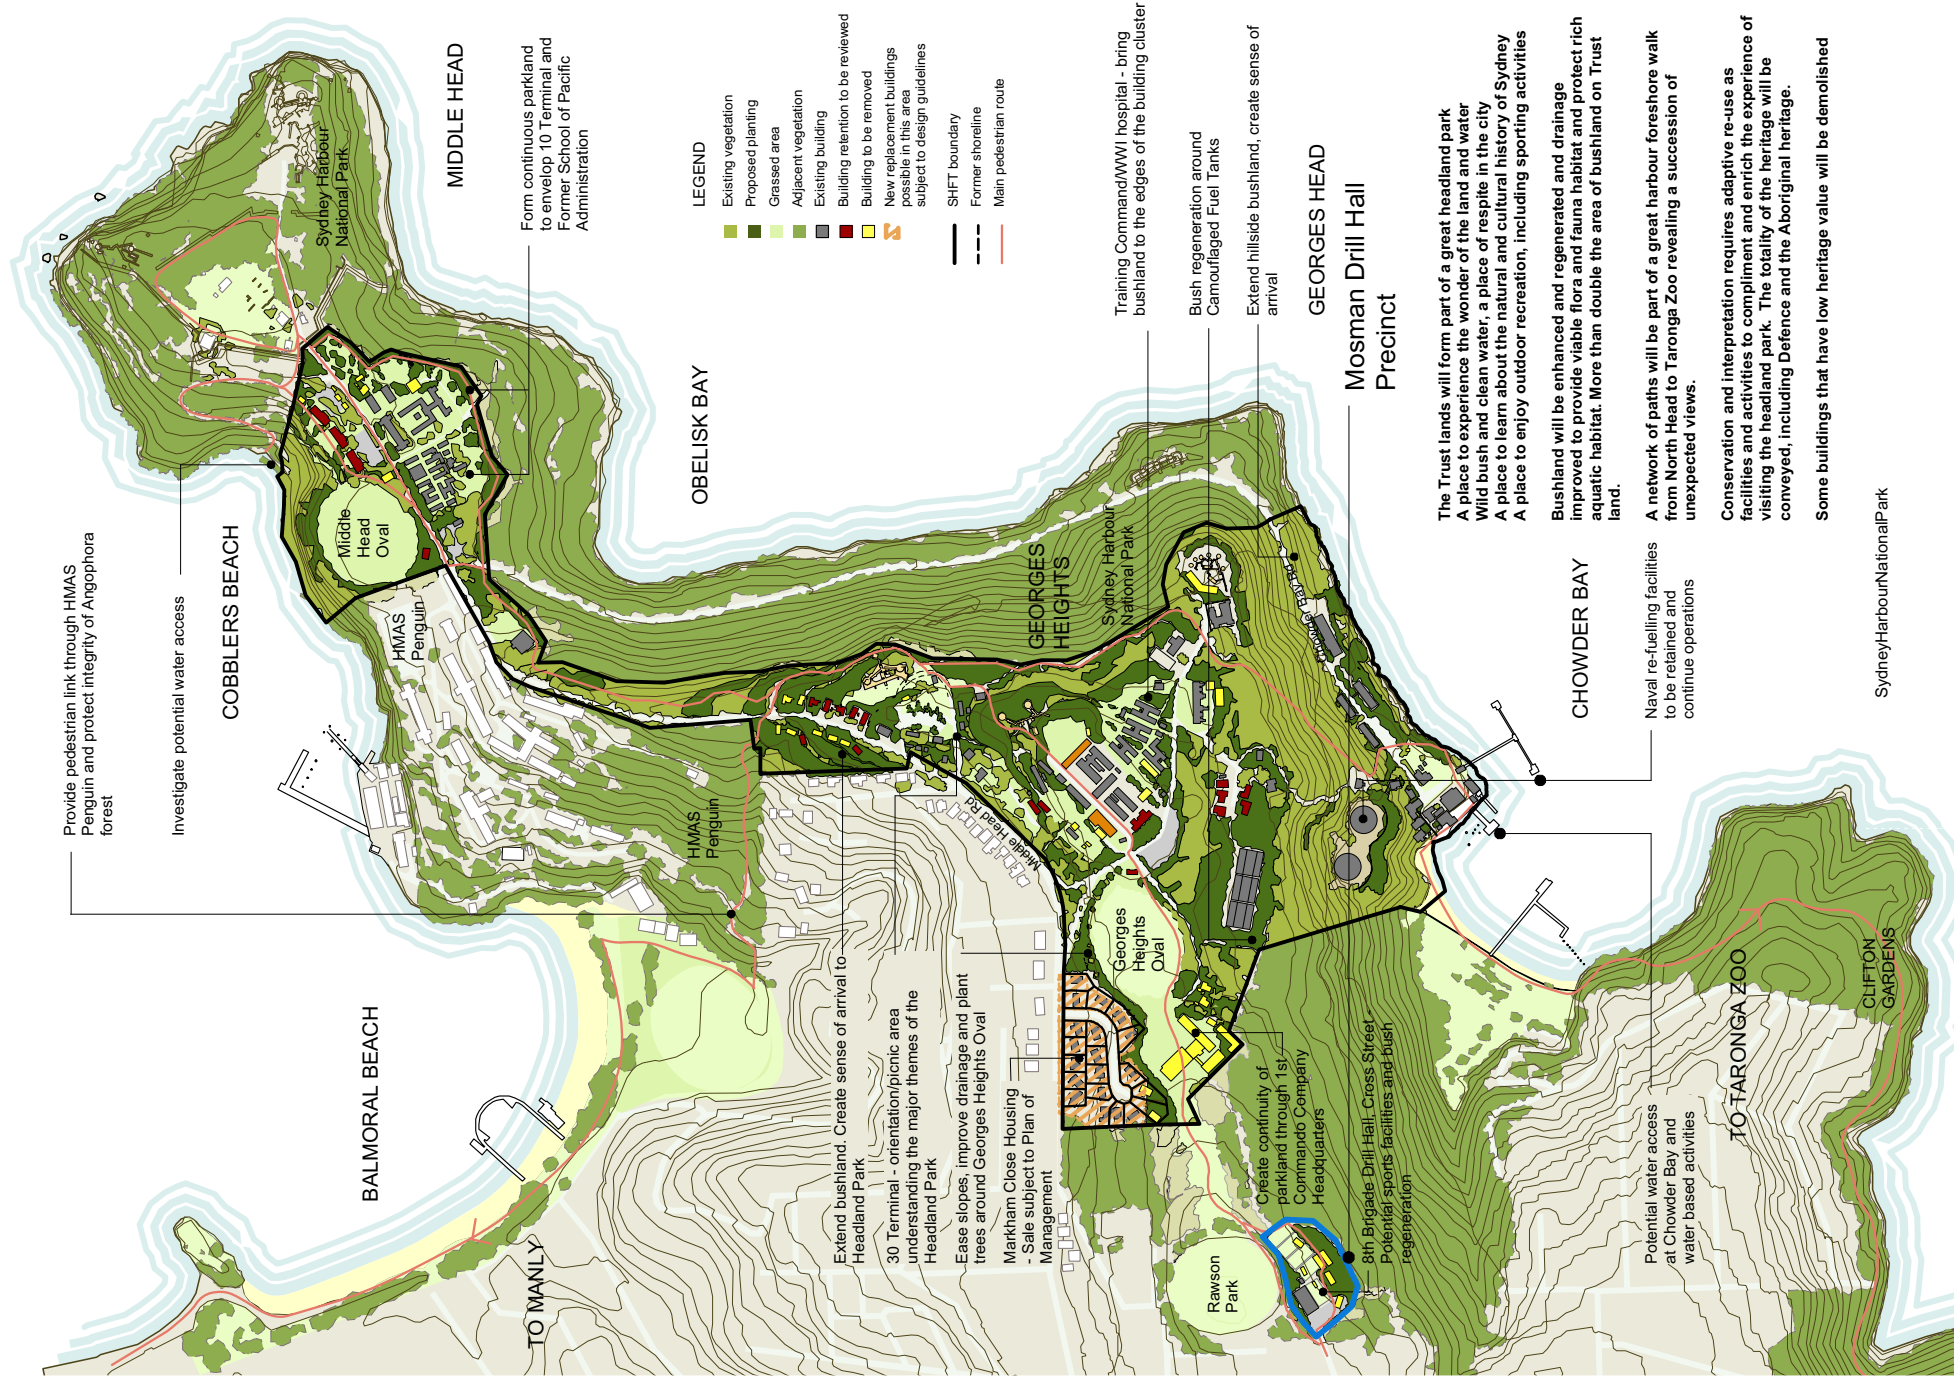 MIDDLE HEAD
Sydney Harbour
National Park
Form continuous parkland
to envelop 10 Terminal and
Former School of Pacific
Administration
LEGEND
Existing vegetation
Proposed planting
Grassed area
Adjacent vegetation
Existing building
Building retention to be reviewed
Building to be removed
New replacement buildings
possible in this area
subject to design guidelines
SHFT boundary
Former shoreline
Main pedestrian route
Training Command/WWI hospital - bring
bushland to the edges of the building cluster
Bush regeneration around
Camouflaged Fuel Tanks
Extend hillside bushland, create sense of
arrival
GEORGES HEAD
Mosman Drill Hall
Precinct
The Trust lands will form part of a great headland park
A place to experience the wonder of the land and water
Wild bush and clean water, a place of respite in the city
A place to learn about the natural and cultural history of Sydney
A place to enjoy outdoor recreation, including sporting activities
Bushland will be enhanced and regenerated and drainage
improved to provide viable flora and fauna habitat and protect rich
aquatic habitat. More than double the area of bushland on Trust
land.
A network of paths will be part of a great harbour foreshore walk
from North Head to Taronga Zoo revealing a succession of
unexpected views.
Conservation and interpretation requires adaptive re-use as
facilities and activities to compliment and enrich the experience of
visiting the headland park. The totality of the heritage will be
conveyed, including Defence and the Aboriginal heritage.
Some buildings that have low heritage value will be demolished
Provide pedestrian link through HMAS
Penguin and protect integrity of Angophora
forest
Investigate potential water access
COBBLERS BEACH
Middle
Head
Oval
HMAS
Penguin
OBELISK BAY
GEORGES
HEIGHTS
Sydney Harbour
National Park
Chowder Bay Rd
CHOWDER BAY
Naval re-fuelling facilities
to be retained and
continue operations
SydneyHarbourNationalPark
HMAS
Penguin
Middle Head Rd
Georges
Heights
Oval
BALMORAL BEACH
TO MANLY
Extend bushland. Create sense of arrival to
Headland Park
30 Terminal - orientation/picnic area
understanding the major themes of the
Headland Park
Ease slopes, improve drainage and plant
trees around Georges Heights Oval
Markham Close Housing
- Sale subject to Plan of
Management
Rawson
Park
Create continuity of
parkland through 1st
Commando Company
Headquarters
8th Brigade Drill Hall, Cross Street -
Potential sports facilities and bush
regeneration
Potential water access
at Chowder Bay and
water based activities
TO TARONGA ZOO
CLIFTON
GARDENS